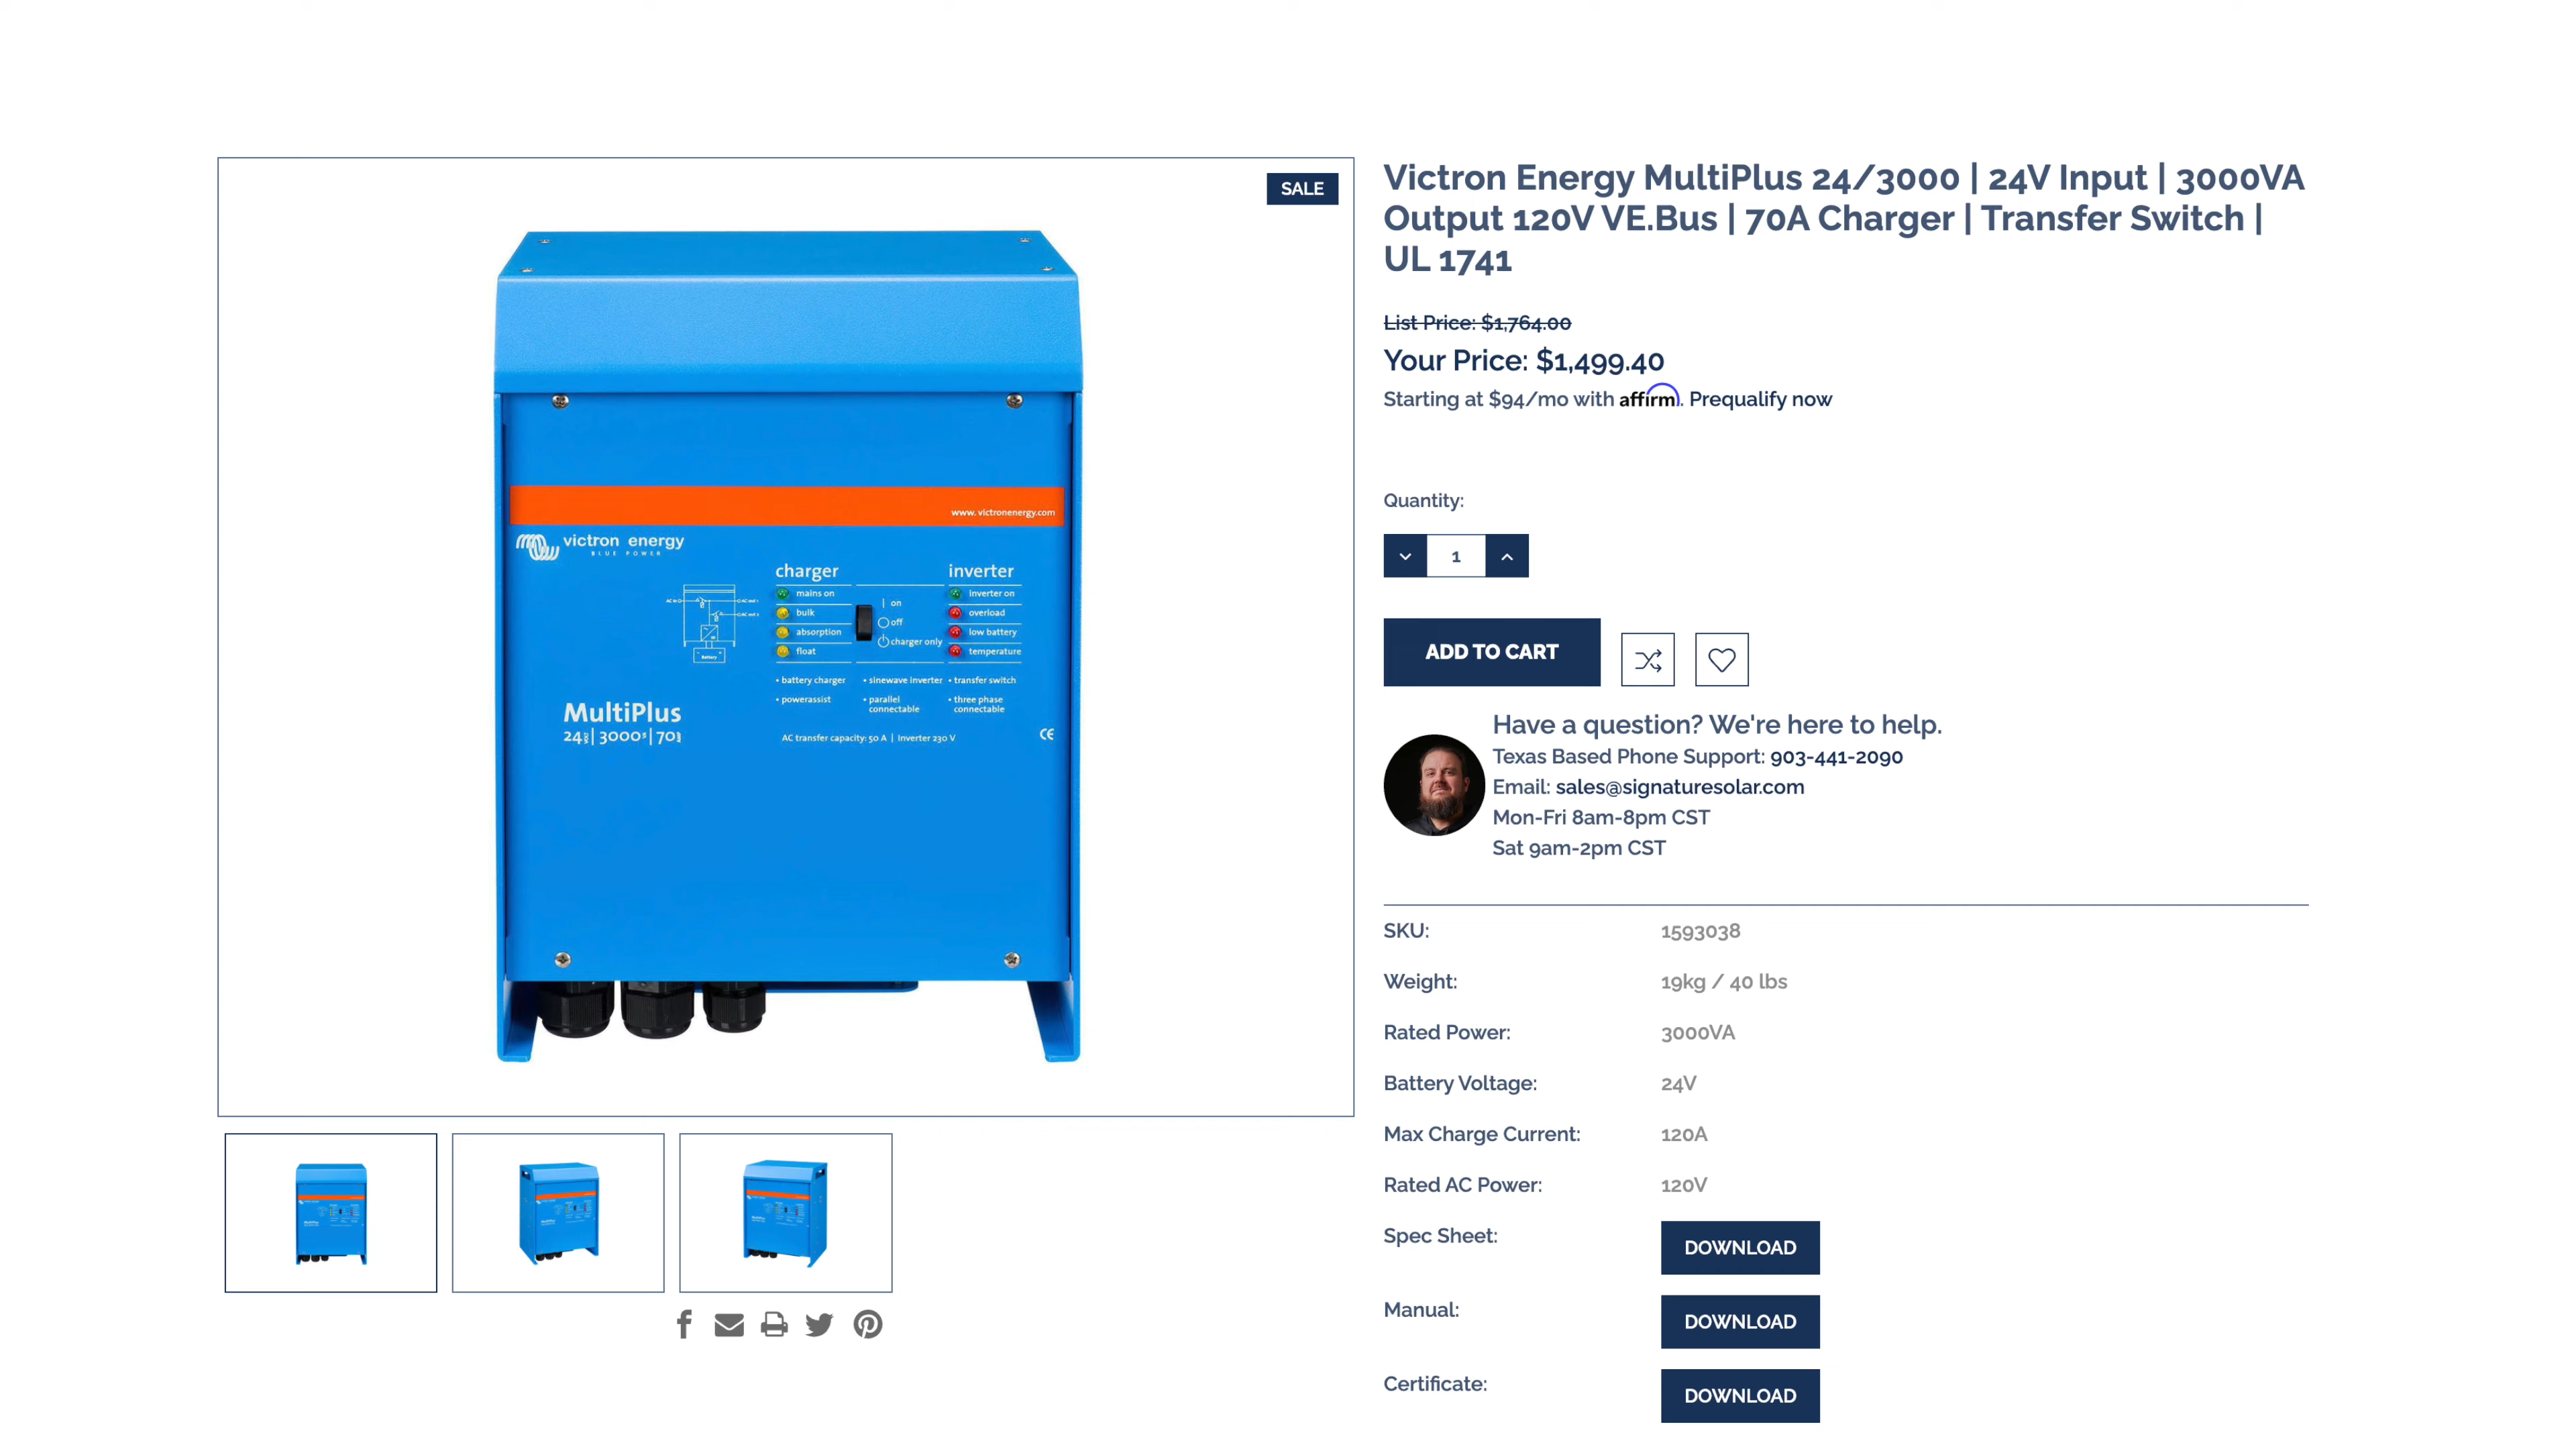 SALE
www.victronenergy.com
victron energy
BLUE POWER
charger
mains on
bulk
absorption
float
on
off
charger only
inverter
inverter on
overload
low battery
temperature
Battery
• battery charger • sinewave inverter • transfer switch
• powerassist • parallel connectable • three phase connectable
MultiPlus
24 | 3000 | 70
AC transfer capacity: 50 A | Inverter 230 V
CE
Victron Energy MultiPlus 24/3000 | 24V Input | 3000VA
Output 120V VE.Bus | 70A Charger | Transfer Switch |
UL 1741
List Price: $1,764.00
Your Price: $1,499.40
Starting at $94/mo with affirm. Prequalify now
Quantity:
1
ADD TO CART
Have a question? We're here to help.
Texas Based Phone Support: 903-441-2090
Email: sales@signaturesolar.com
Mon-Fri 8am-8pm CST
Sat 9am-2pm CST
SKU: 1593038
Weight: 19kg / 40 lbs
Rated Power: 3000VA
Battery Voltage: 24V
Max Charge Current: 120A
Rated AC Power: 120V
Spec Sheet: DOWNLOAD
Manual: DOWNLOAD
Certificate: DOWNLOAD